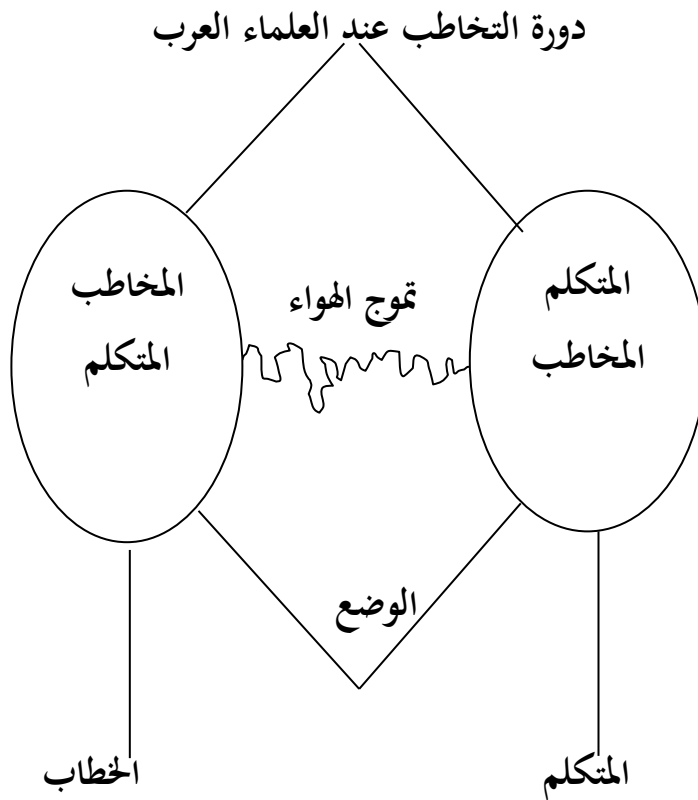 دورة التخاطب عند العلماء العرب
المتكلم
المخاطب
تموج الهواء
المخاطب
المتكلم
الوضع
المتكلم
الخطاب